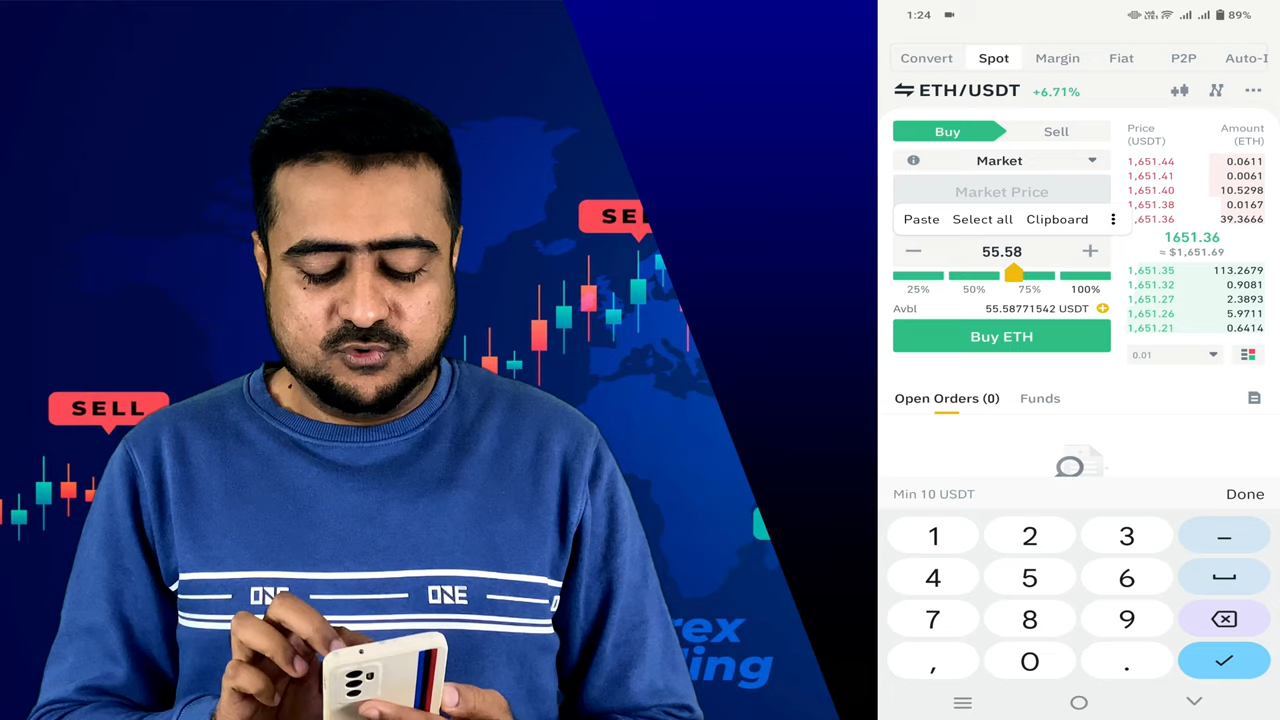 SELL
SEL
ONE
ONE
rex
ding
1:24
89%
Convert Spot Margin Fiat P2P Auto-I
ETH/USDT +6.71%
Buy Sell
Market
Market Price
Paste Select all Clipboard
55.58
25% 50% 75% 100%
Avbl 55.58771542 USDT
Buy ETH
Price
(USDT)
Amount
(ETH)
1,651.44 0.0611
1,651.41 0.0061
1,651.40 10.5298
1,651.38 0.0167
,651.36 39.3666
1651.36
≈ $1,651.69
1,651.35 113.2679
1,651.32 0.9081
1,651.27 2.3893
1,651.26 5.9711
1,651.21 0.6414
0.01
Open Orders (0) Funds
Min 10 USDT Done
1 2 3 –
4 5 6
7 8 9
, 0 .